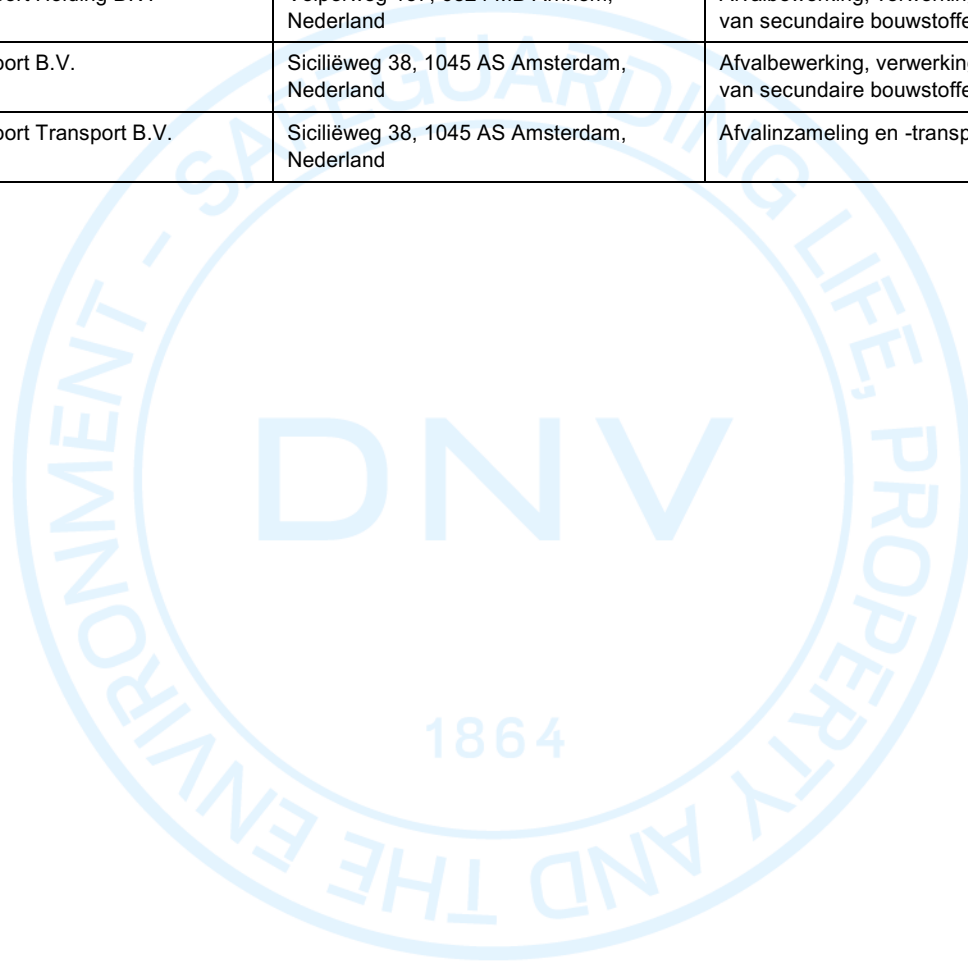 Nederland
van secundaire bouwstoffe
port B.V.
Siciliëweg 38, 1045 AS Amsterdam,
Nederland
Afvalbewerking, verwerking
van secundaire bouwstoffe
port Transport B.V.
Siciliëweg 38, 1045 AS Amsterdam,
Nederland
Afvalinzameling en -transp
SAFEGUARDING LIFE, PROPERTY AND THE ENVIRONMENT -
DNV
1864